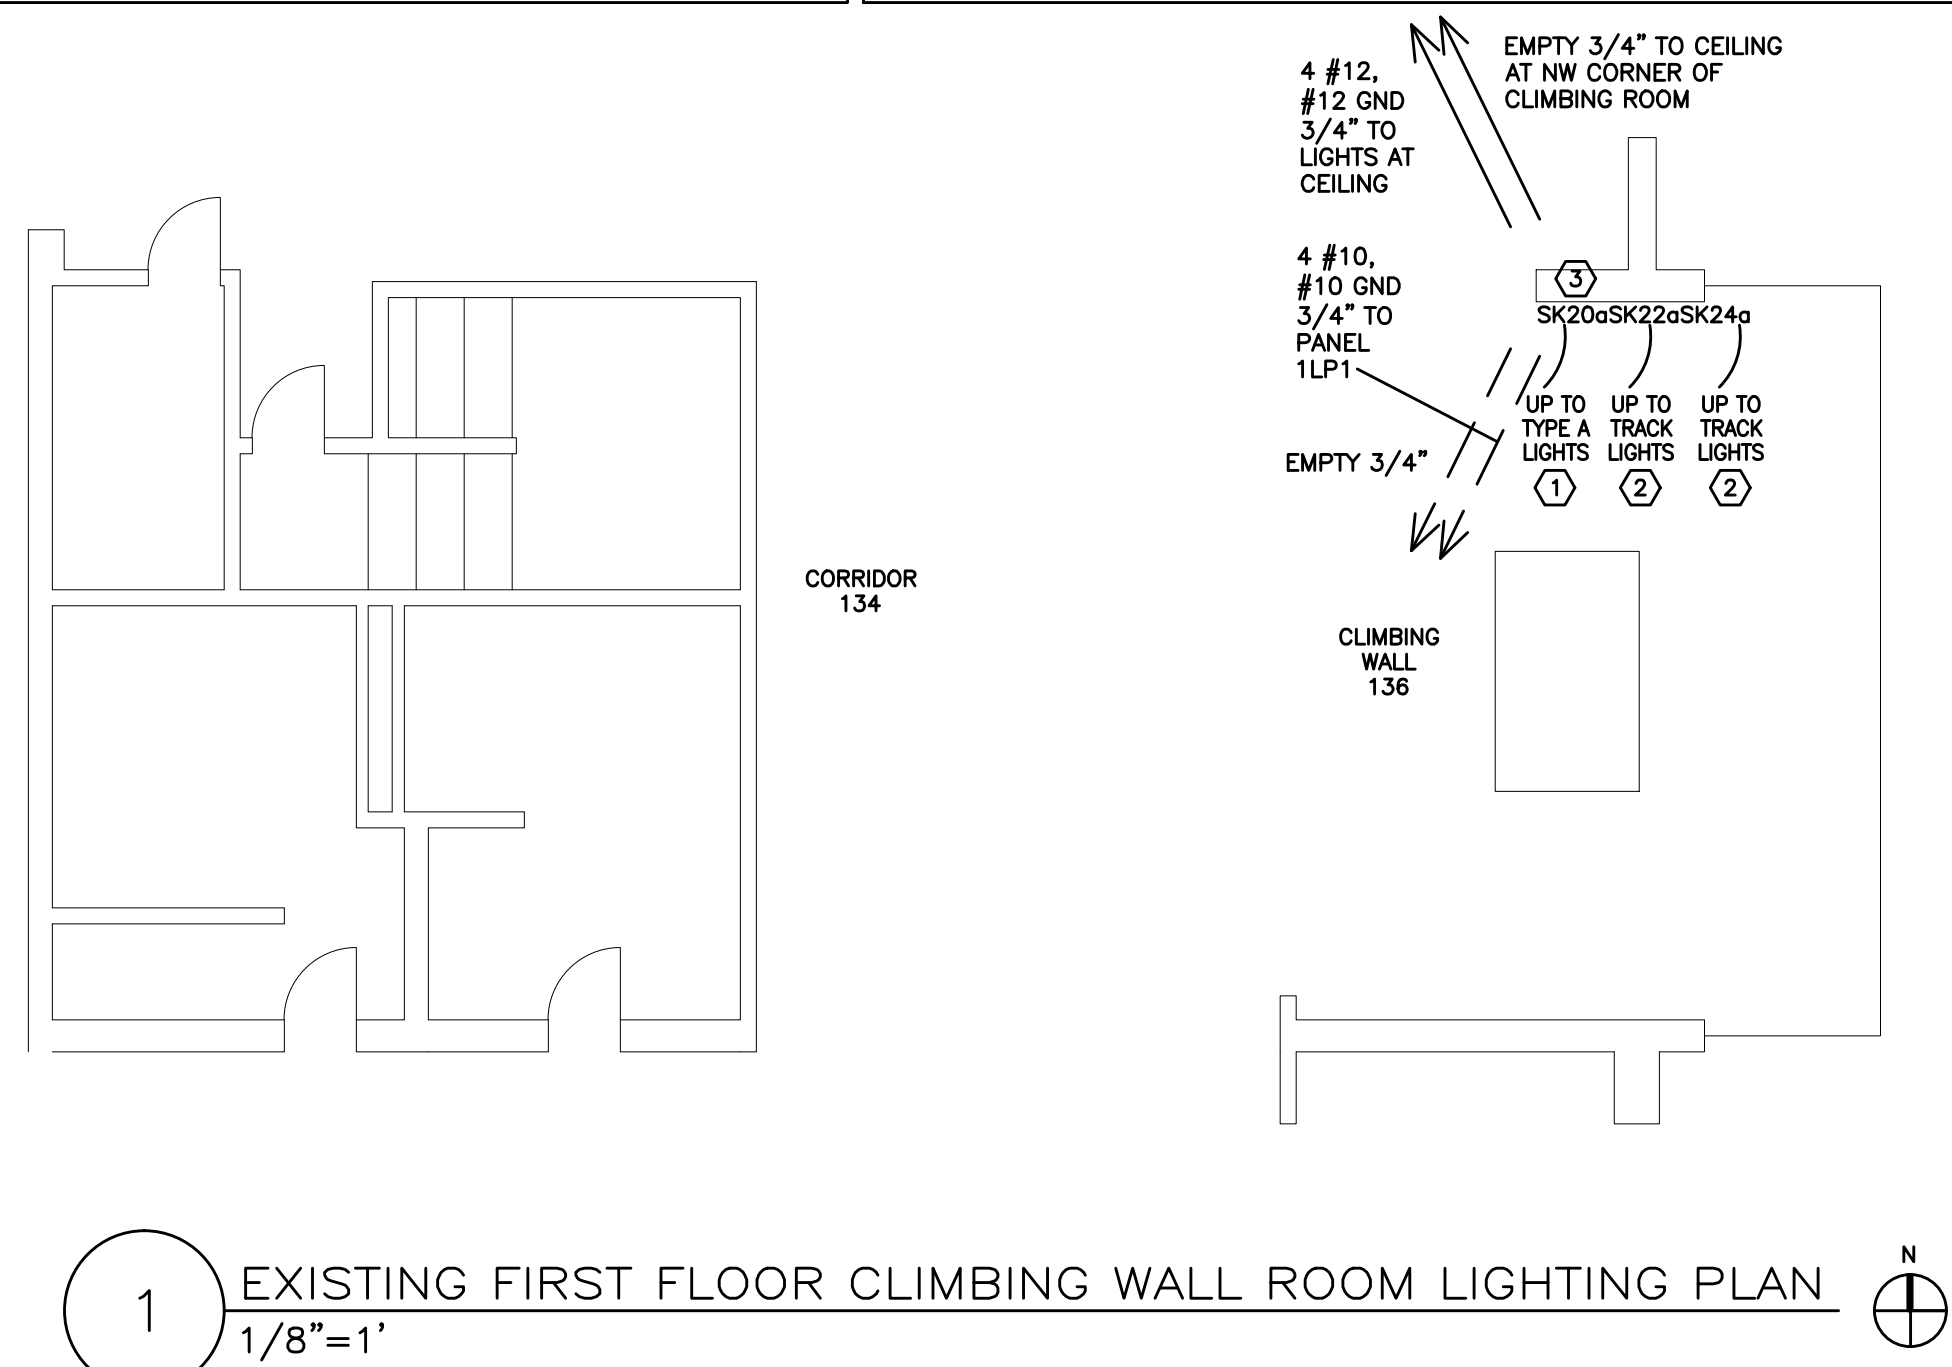 EMPTY 3/4" TO CEILING
AT NW CORNER OF
CLIMBING ROOM
4 #12,
#12 GND
3/4" TO
LIGHTS AT
CEILING
4 #10,
#10 GND
3/4" TO
PANEL
1LP1
EMPTY 3/4"
3
SK20aSK22aSK24a
UP TO
TYPE A
LIGHTS
1
UP TO
TRACK
LIGHTS
2
UP TO
TRACK
LIGHTS
2
CORRIDOR
134
CLIMBING
WALL
136
1
EXISTING FIRST FLOOR CLIMBING WALL ROOM LIGHTING PLAN
1/8"=1'
N